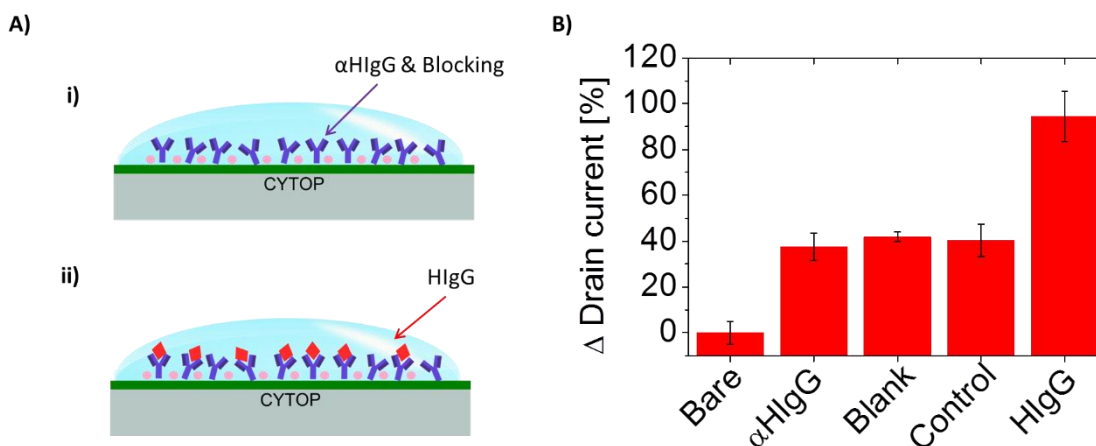 A)
i)
αHIgG & Blocking
CYTOP
ii)
HIgG
CYTOP
B)
Δ Drain current [%]
120
100
80
60
40
20
0
Bare
αHIgG
Blank
Control
HIgG